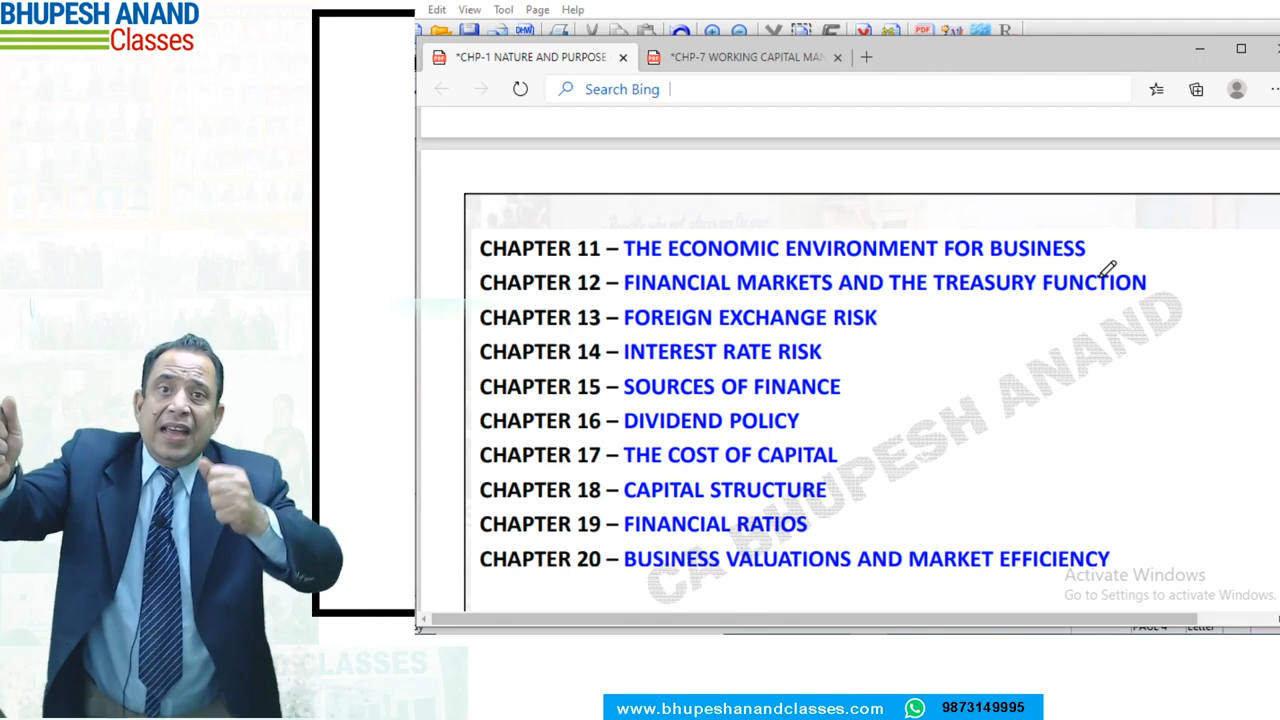 BHUPESH ANAND
Classes
Edit View Tool Page Help
*CHP-1 NATURE AND PURPOSE
*CHP-7 WORKING CAPITAL MAN
Search Bing
CHAPTER 11 – THE ECONOMIC ENVIRONMENT FOR BUSINESS
CHAPTER 12 – FINANCIAL MARKETS AND THE TREASURY FUNCTION
CHAPTER 13 – FOREIGN EXCHANGE RISK
CHAPTER 14 – INTEREST RATE RISK
CHAPTER 15 – SOURCES OF FINANCE
CHAPTER 16 – DIVIDEND POLICY
CHAPTER 17 – THE COST OF CAPITAL
CHAPTER 18 – CAPITAL STRUCTURE
CHAPTER 19 – FINANCIAL RATIOS
CHAPTER 20 – BUSINESS VALUATIONS AND MARKET EFFICIENCY
CA BHUPESH ANAND
Activate Windows
Go to Settings to activate Windows.
CLASSES
www.bhupeshanandclasses.com 9873149995